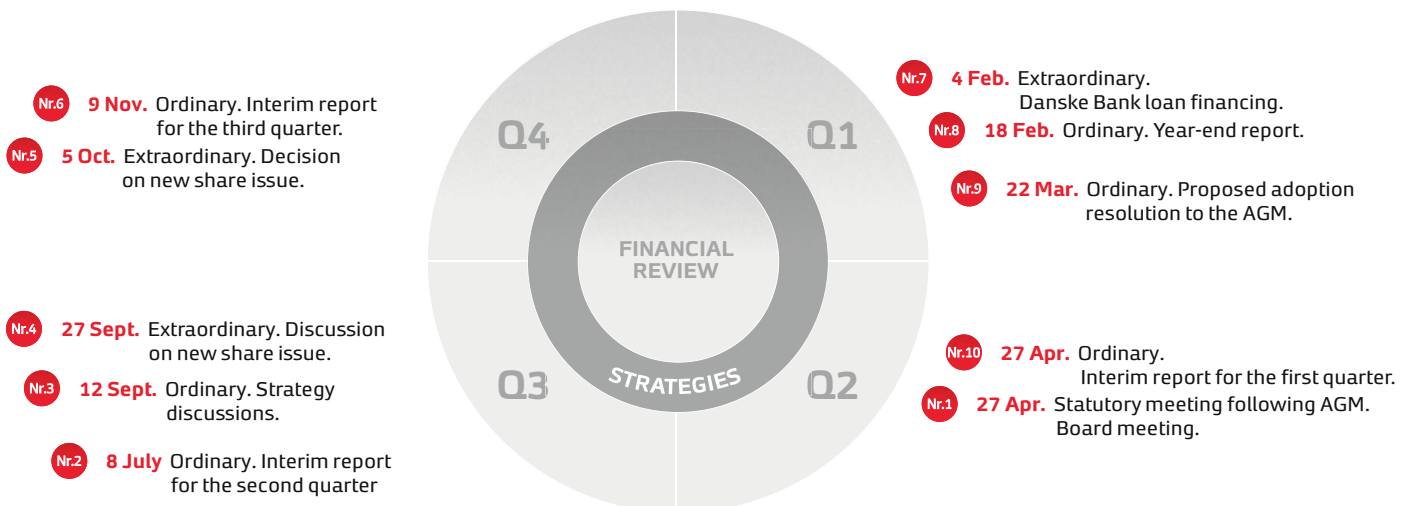 Nr.6 9 Nov. Ordinary. Interim report
for the third quarter.
Nr.5 5 Oct. Extraordinary. Decision
on new share issue.
Nr.4 27 Sept. Extraordinary. Discussion
on new share issue.
Nr.3 12 Sept. Ordinary. Strategy
discussions.
Nr.2 8 July Ordinary. Interim report
for the second quarter
Q4
Q1
FINANCIAL
REVIEW
STRATEGIES
Q3
Q2
Nr.7 4 Feb. Extraordinary.
Danske Bank loan financing.
Nr.8 18 Feb. Ordinary. Year-end report.
Nr.9 22 Mar. Ordinary. Proposed adoption
resolution to the AGM.
Nr.10 27 Apr. Ordinary.
Interim report for the first quarter.
Nr.1 27 Apr. Statutory meeting following AGM.
Board meeting.